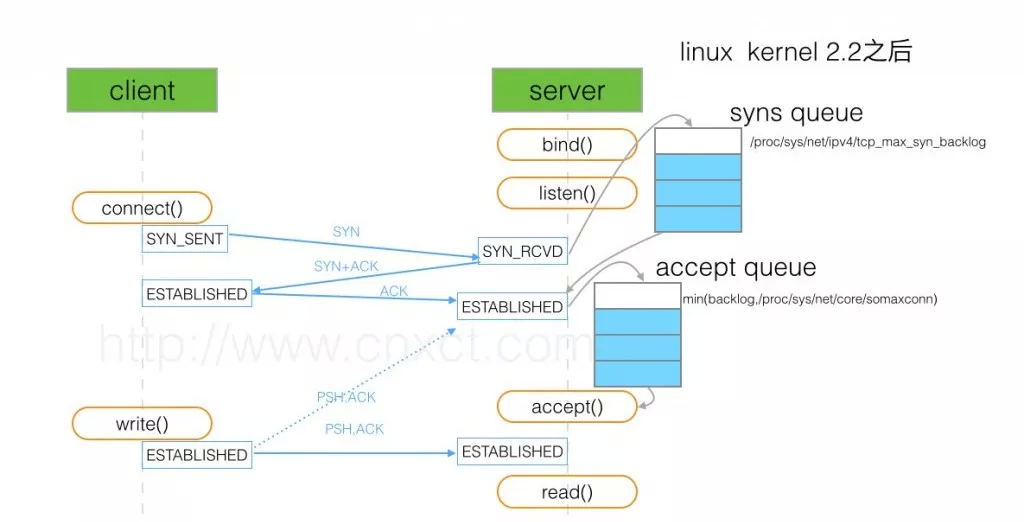 linux kernel 2.2之后
client
server
syns queue
/proc/sys/net/ipv4/tcp_max_syn_backlog
bind()
listen()
connect()
SYN_SENT
SYN
SYN_RCVD
SYN+ACK
accept queue
ESTABLISHED
ACK
ESTABLISHED
min(backlog,/proc/sys/net/core/somaxconn)
http://www.cnxct.com
PSH,ACK
accept()
write()
PSH,ACK
ESTABLISHED
ESTABLISHED
read()